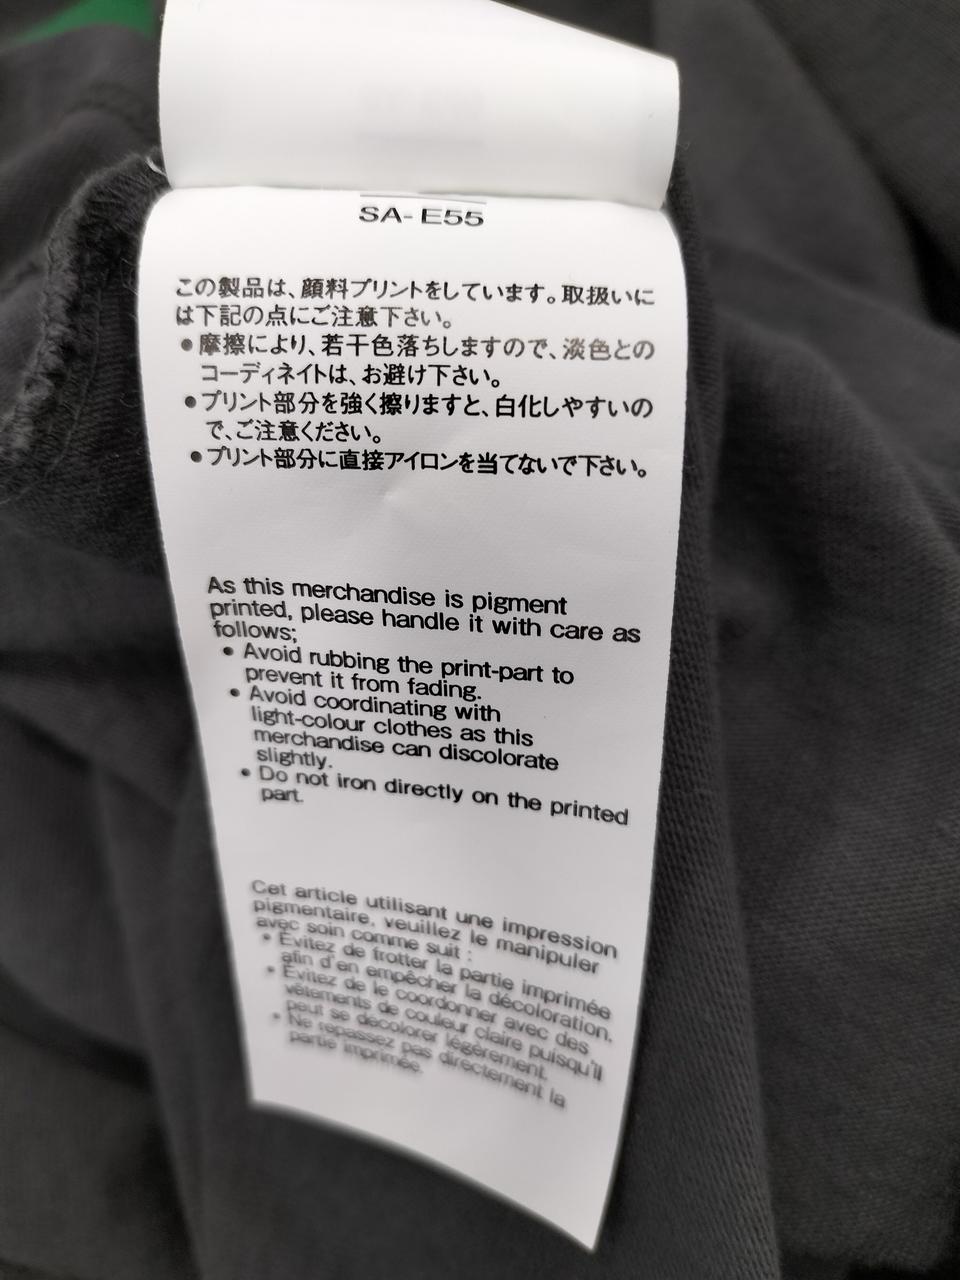 SA-E55
この製品は、顔料プリントをしています。取扱いに
は下記の点にご注意下さい。
●摩擦により、若干色落ちしますので、淡色との
コーディネイトは、お避け下さい。
●プリント部分を強く擦りますと、白化しやすいの
で、ご注意ください。
●プリント部分に直接アイロンを当てないで下さい。
As this merchandise is pigment
printed, please handle it with care as
follows;
● Avoid rubbing the print-part to
prevent it from fading.
● Avoid coordinating with
light-colour clothes as this
merchandise can discolorate
slightly.
● Do not iron directly on the printed
part.
Cet article utilisant une impression
pigmentaire, veuillez le manipuler
avec soin comme suit :
● Évitez de frotter la partie imprimée
afin d'en empêcher la décoloration.
● Évitez de le coordonner avec des
vêtements de couleur claire puisqu'il
peut se décolorer légèrement.
● Ne repassez pas directement la
partie imprimée.